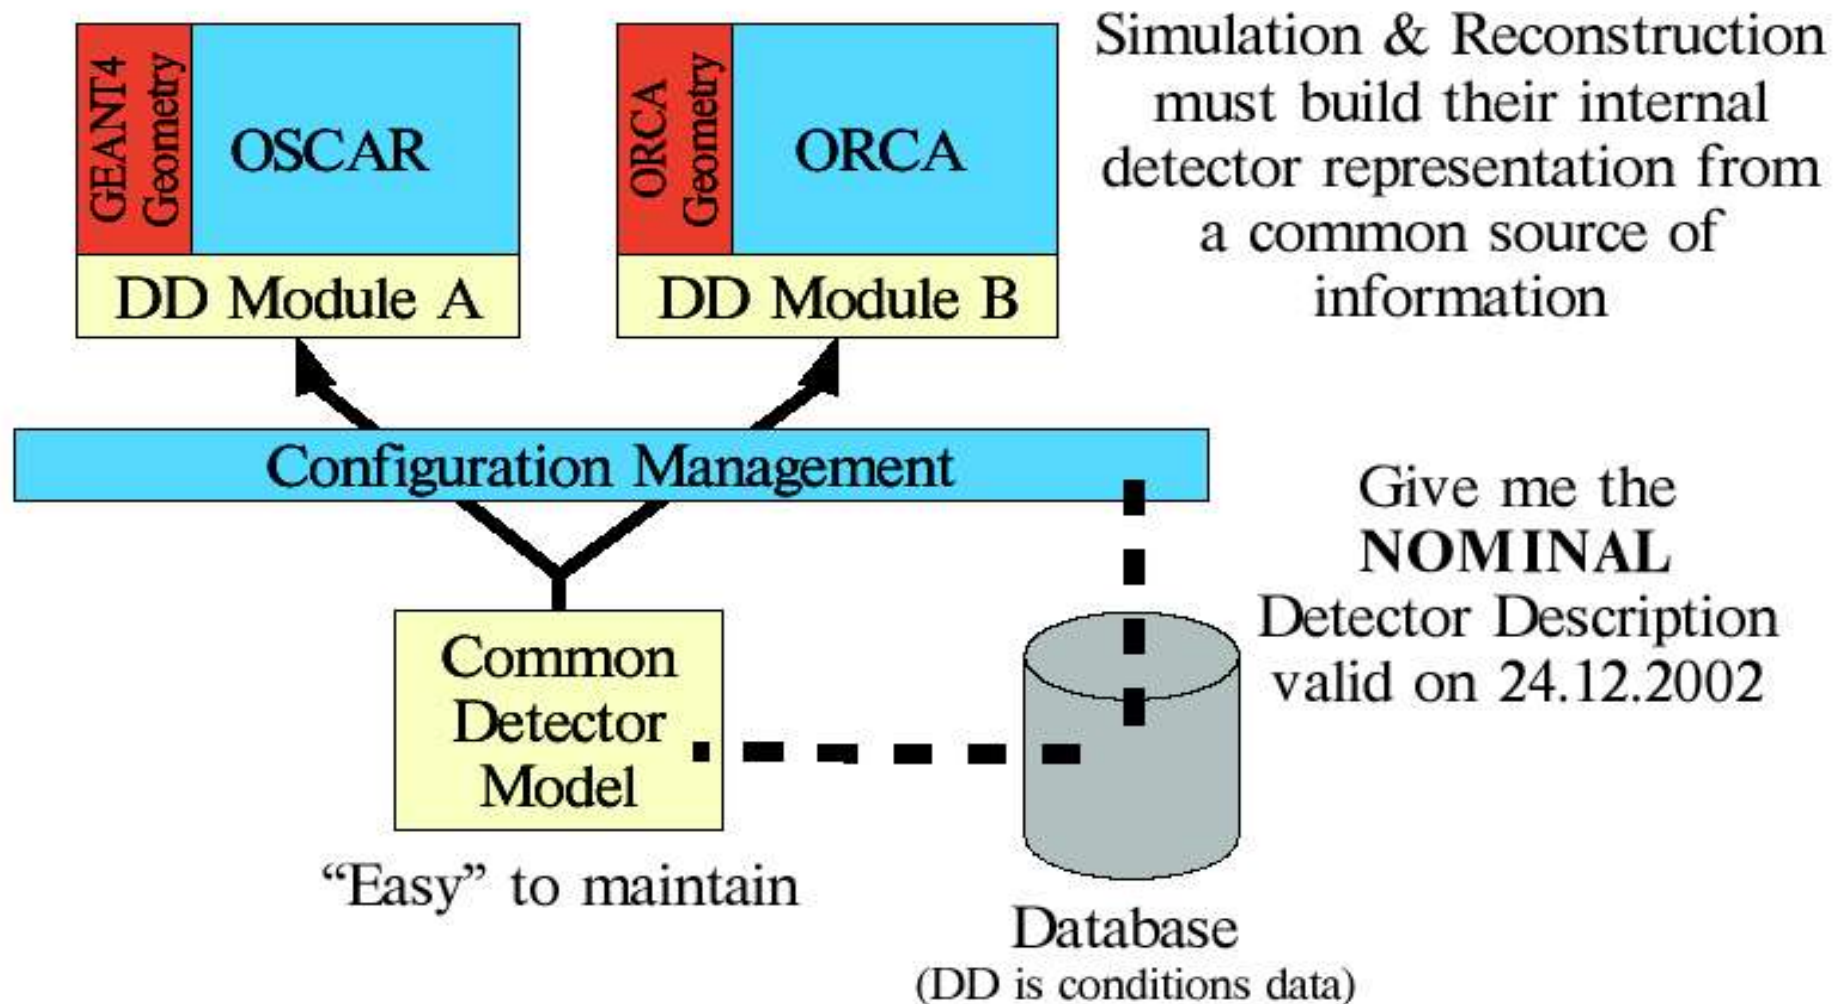 GEANT4
Geometry
OSCAR
DD Module A
ORCA
Geometry
ORCA
DD Module B
Simulation & Reconstruction
must build their internal
detector representation from
a common source of
information
Configuration Management
Give me the
NOMINAL
Detector Description
valid on 24.12.2002
Common
Detector
Model
“Easy” to maintain
Database
(DD is conditions data)